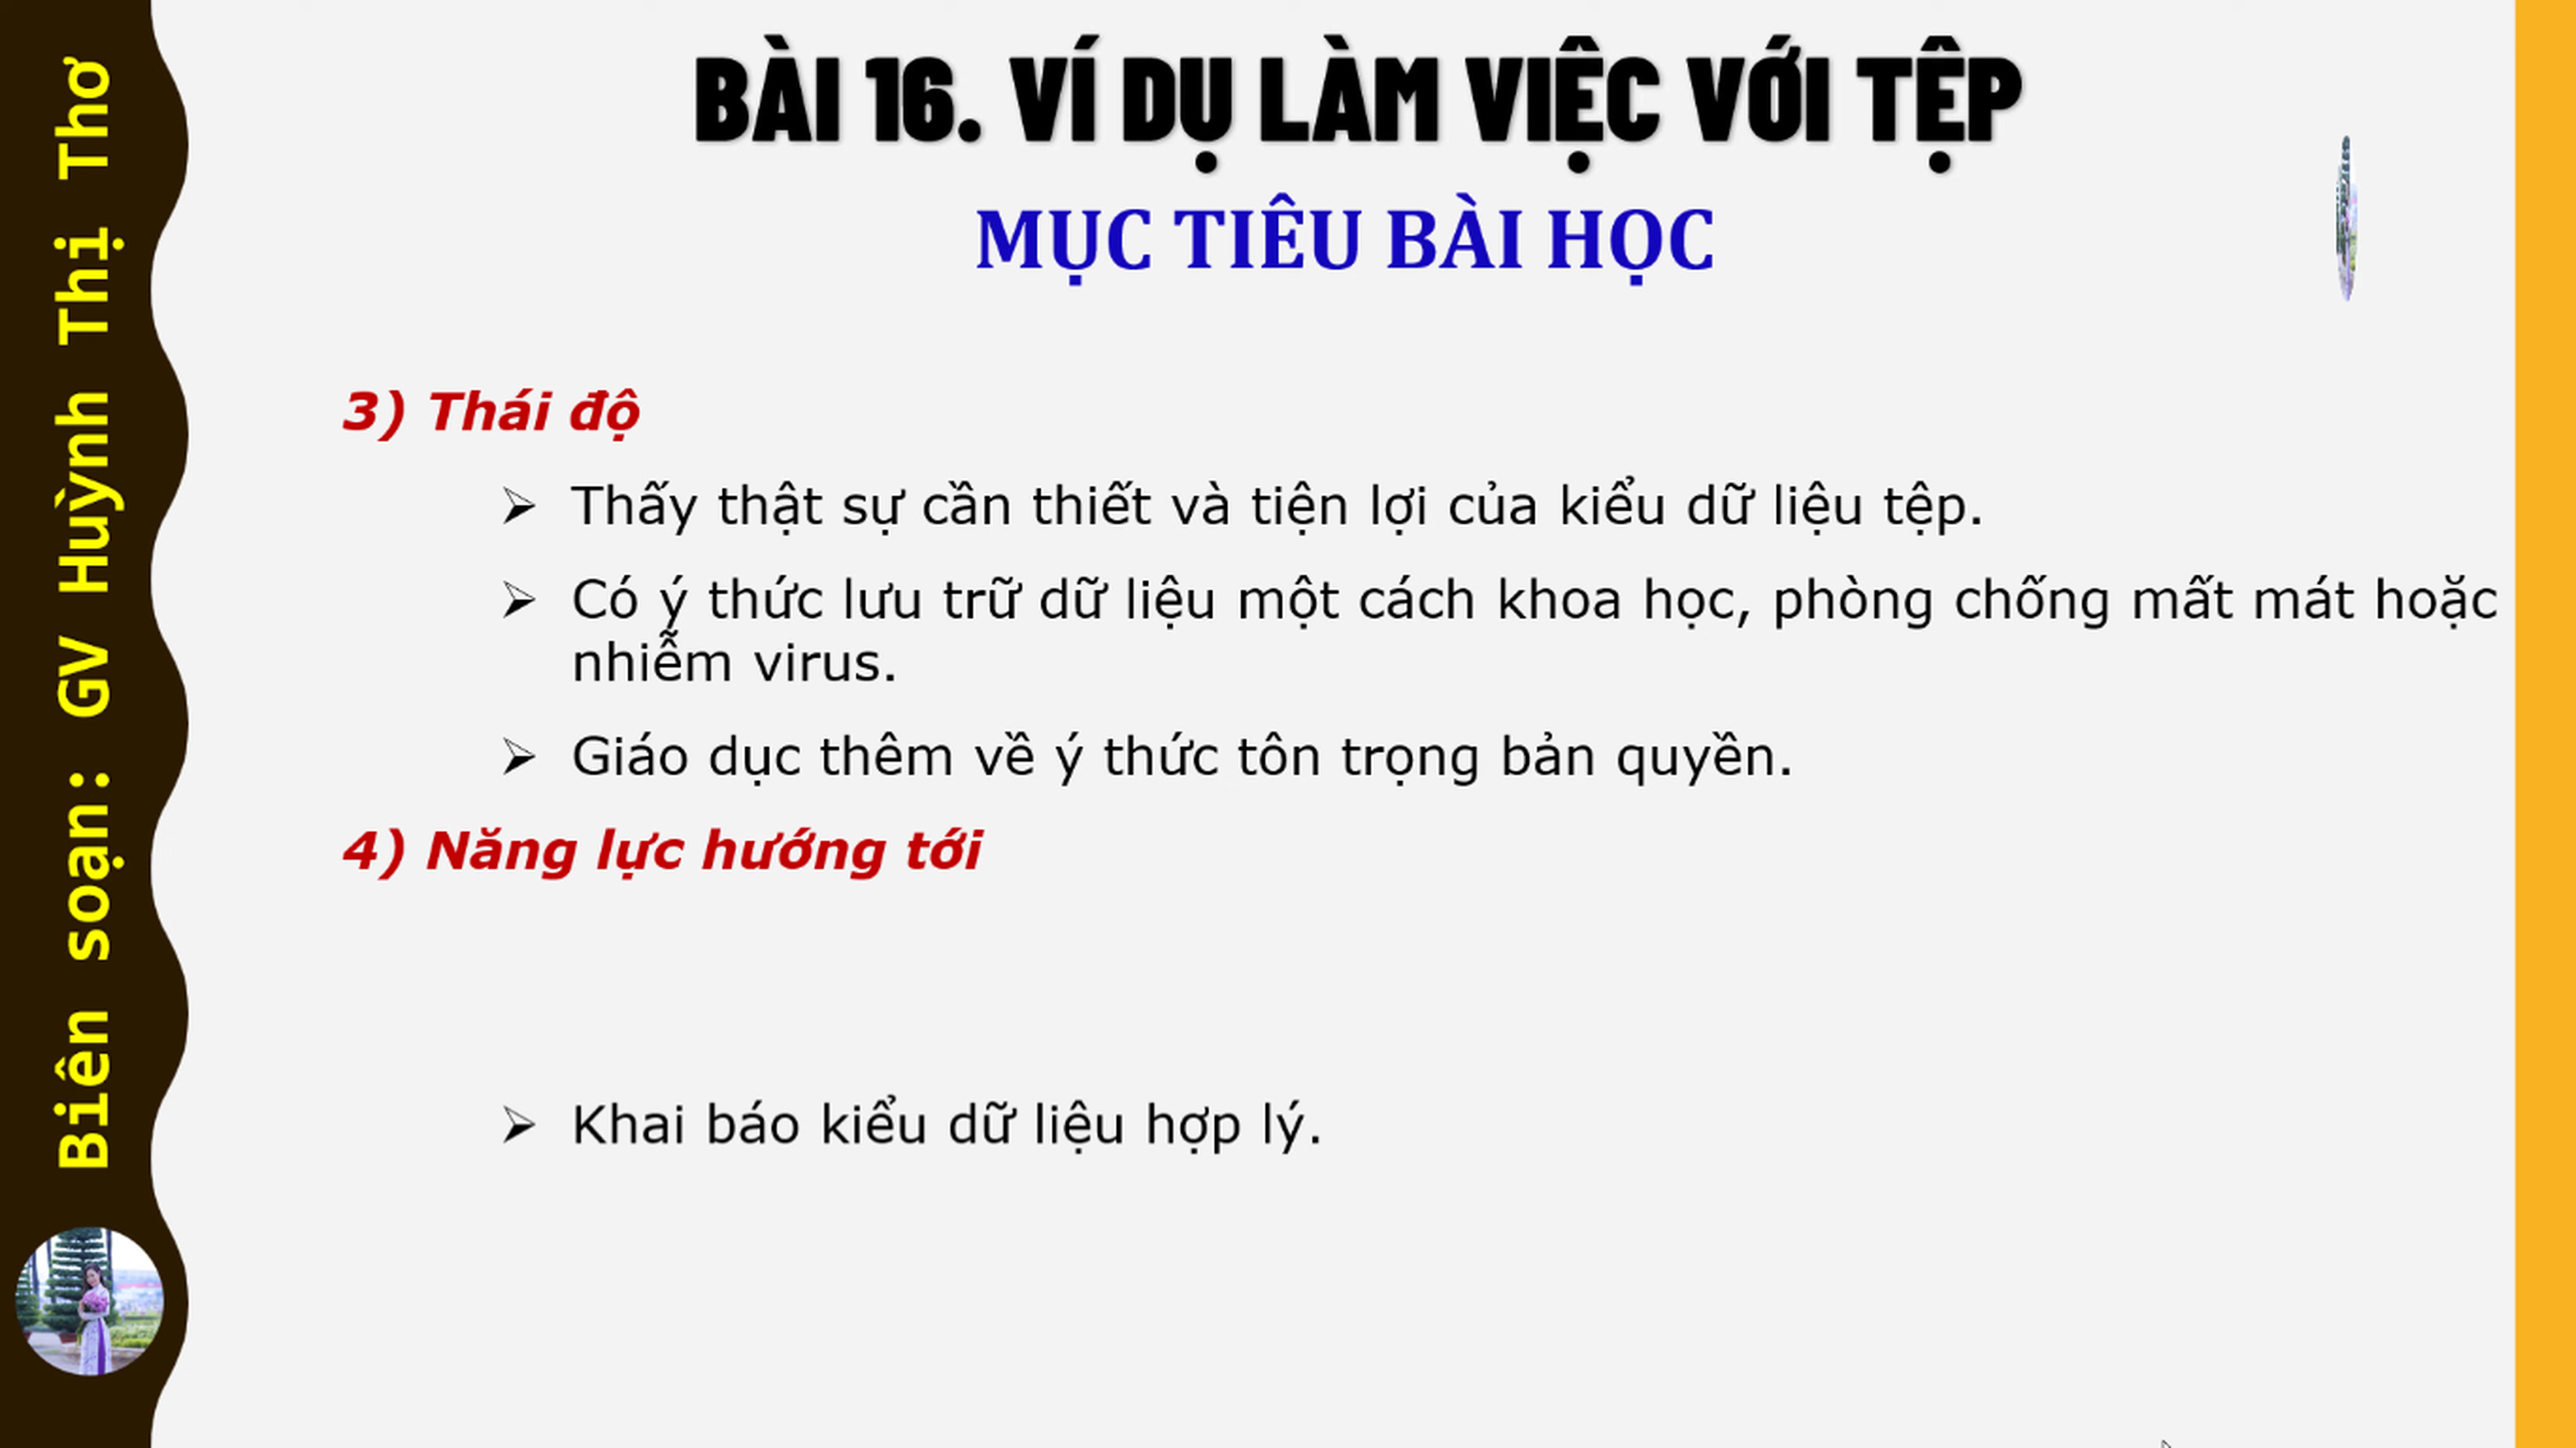 BÀI 16. VÍ DỤ LÀM VIỆC VỚI TỆP
MỤC TIÊU BÀI HỌC
3) Thái độ
➢ Thấy thật sự cần thiết và tiện lợi của kiểu dữ liệu tệp.
➢ Có ý thức lưu trữ dữ liệu một cách khoa học, phòng chống mất mát hoặc
nhiễm virus.
➢ Giáo dục thêm về ý thức tôn trọng bản quyền.
4) Năng lực hướng tới
➢ Khai báo kiểu dữ liệu hợp lý.
Biên soạn: GV Huỳnh Thị Thơ